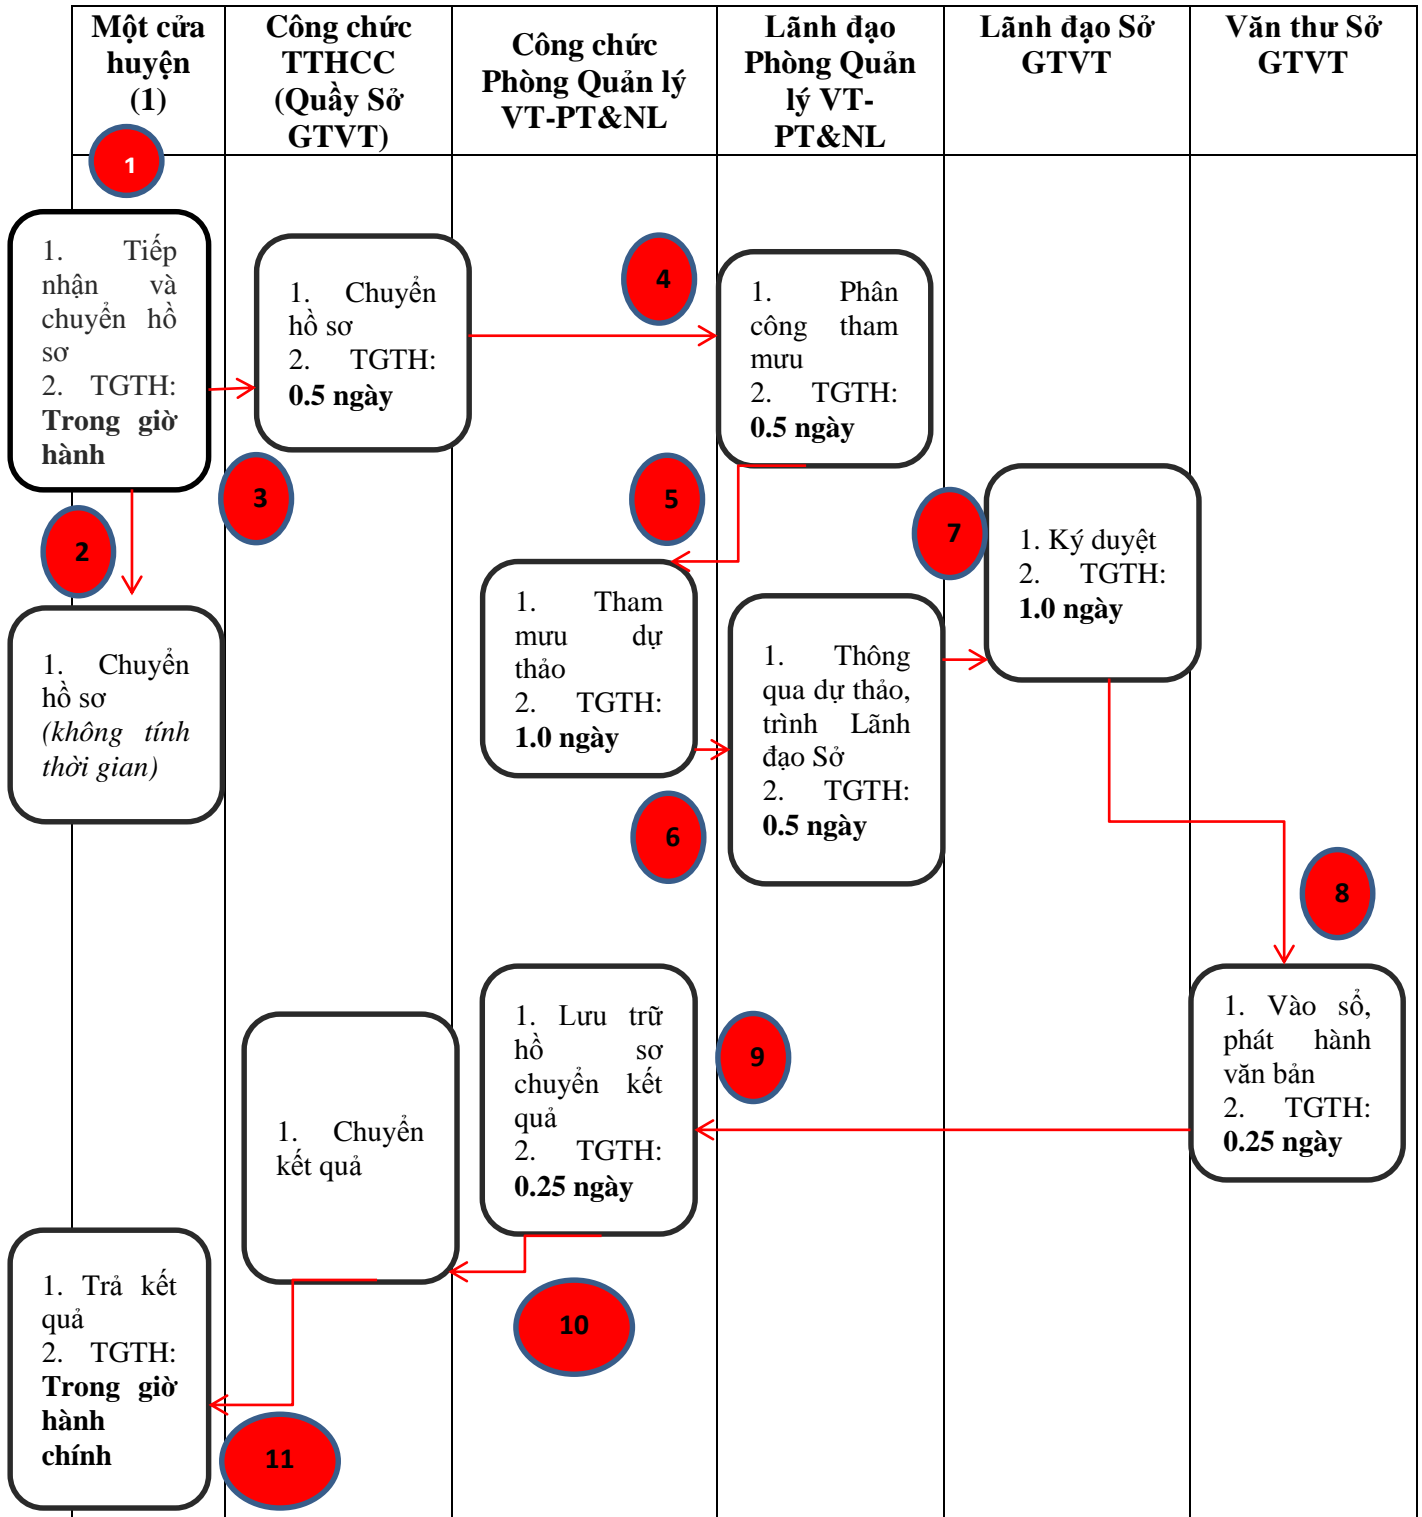 Một cửa
huyện
(1)
Công chức
TTHCC
(Quầy Sở
GTVT)
Công chức
Phòng Quản lý
VT-PT&NL
Lãnh đạo
Phòng Quản
lý VT-
PT&NL
Lãnh đạo Sở
GTVT
Văn thư Sở
GTVT
1
1. Tiếp
nhận và
chuyển hồ
sơ
2. TGTH:
Trong giờ
hành
2
1. Chuyển
hồ sơ
(không tính
thời gian)
3
1. Chuyển
hồ sơ
2. TGTH:
0.5 ngày
4
1. Phân
công tham
mưu
2. TGTH:
0.5 ngày
5
1. Tham
mưu dự
thảo
2. TGTH:
1.0 ngày
6
1. Thông
qua dự thảo,
trình Lãnh
đạo Sở
2. TGTH:
0.5 ngày
7
1. Ký duyệt
2. TGTH:
1.0 ngày
8
1. Vào sổ,
phát hành
văn bản
2. TGTH:
0.25 ngày
9
1. Lưu trữ
hồ sơ
chuyển kết
quả
2. TGTH:
0.25 ngày
10
1. Chuyển
kết quả
11
1. Trả kết
quả
2. TGTH:
Trong giờ
hành
chính